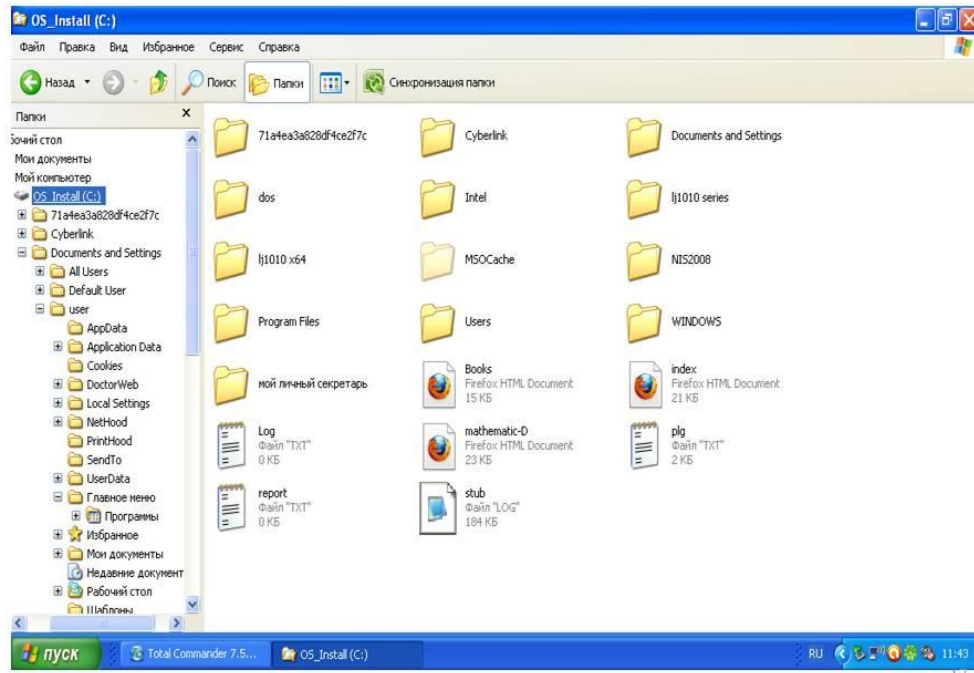 OS_Install (C:)
Файл Правка Вид Избранное Сервис Справка
Назад Поиск Папки Синхронизация папки
Папки x
бочий стол
Мои документы
Мой компьютер
OS_Install (C:)
71a4ea3a828df4ce2f7c
Cyberlink
Documents and Settings
All Users
Default User
user
AppData
Application Data
Cookies
DoctorWeb
Local Settings
NetHood
PrintHood
SendTo
UserData
Главное меню
Программы
Избранное
Мои документы
Недавние документ
Рабочий стол
Шаблоны
71a4ea3a828df4ce2f7c
Cyberlink
Documents and Settings
dos
Intel
lj1010 series
lj1010 x64
MSOCache
NIS2008
Program Files
Users
WINDOWS
мой личный секретарь
Books
Firefox HTML Document
15 КБ
index
Firefox HTML Document
21 КБ
Log
Файл "TXT"
0 КБ
mathematic-D
Firefox HTML Document
23 КБ
plg
Файл "TXT"
2 КБ
report
Файл "TXT"
0 КБ
stub
Файл "LOG"
184 КБ
пуск Total Commander 7.5... OS_Install (C:) RU 11:43